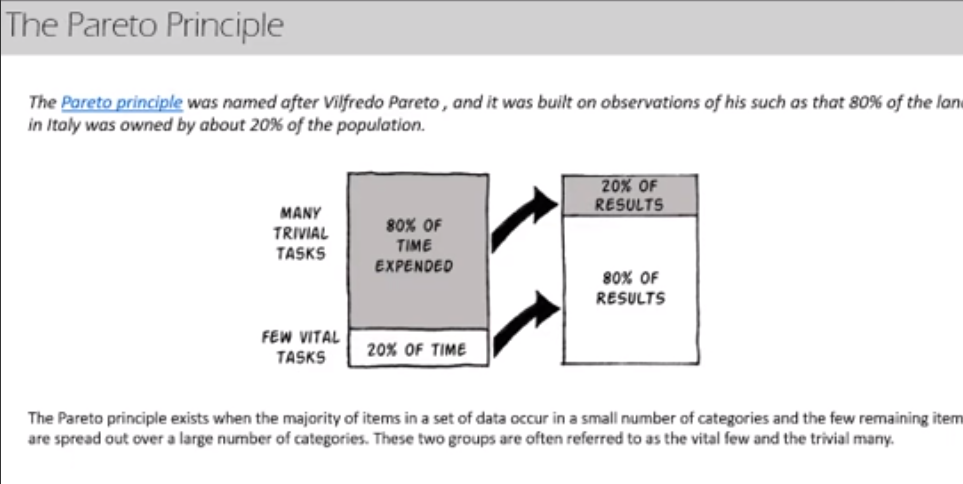 The Pareto Principle
The Pareto principle was named after Vilfredo Pareto, and it was built on observations of his such as that 80% of the
in Italy was owned by about 20% of the population.
MANY
TRIVIAL
TASKS
80% OF
TIME
EXPENDED
FEW VITAL
TASKS
20% OF TIME
20% OF
RESULTS
80% OF
RESULTS
The Pareto principle exists when the majority of items in a set of data occur in a small number of categories and the few remaining item
are spread out over a large number of categories. These two groups are often referred to as the vital few and the trivial many.